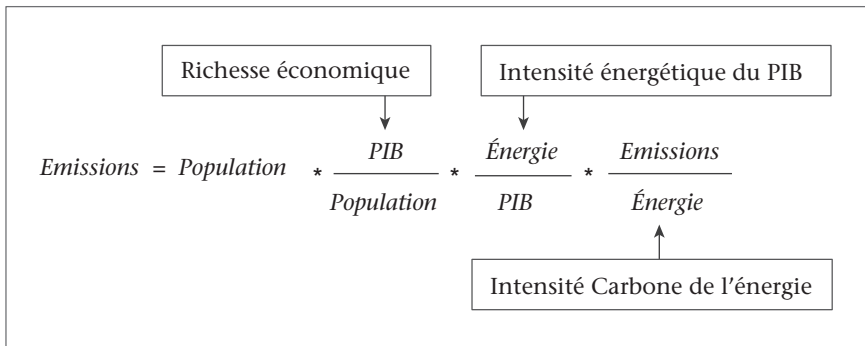 Richesse économique
Intensité énergétique du PIB
PIB Énergie Emissions
Emissions = Population * * *
Population PIB Énergie
Intensité Carbone de l'énergie